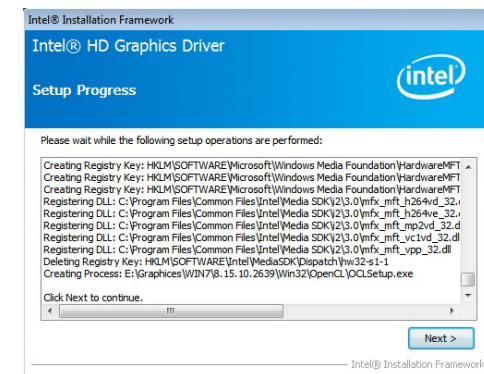 Intel® Installation Framework
Intel® HD Graphics Driver
intel®
Setup Progress
Please wait while the following setup operations are performed:
Creating Registry Key: HKLM\SOFTWARE\Microsoft\Windows Media Foundation\HardwareMFT
Creating Registry Key: HKLM\SOFTWARE\Microsoft\Windows Media Foundation\HardwareMFT
Creating Registry Key: HKLM\SOFTWARE\Microsoft\Windows Media Foundation\HardwareMFT
Registering DLL: C:\Program Files\Common Files\Intel\Media SDK\i2\3.0\mfx_mft_h264vd_32.
Registering DLL: C:\Program Files\Common Files\Intel\Media SDK\i2\3.0\mfx_mft_h264ve_32.
Registering DLL: C:\Program Files\Common Files\Intel\Media SDK\i2\3.0\mfx_mft_mp2vd_32.d
Registering DLL: C:\Program Files\Common Files\Intel\Media SDK\i2\3.0\mfx_mft_vc1vd_32.dl
Registering DLL: C:\Program Files\Common Files\Intel\Media SDK\i2\3.0\mfx_mft_vpp_32.dll
Deleting Registry Key: HKLM\SOFTWARE\Intel\MediaSDK\Dispatch\hw32-s1-1
Creating Process: E:\Graphices\WIN7\8.15.10.2639\Win32\OpenCL\OCLSetup.exe
Click Next to continue.
Next >
Intel® Installation Framework